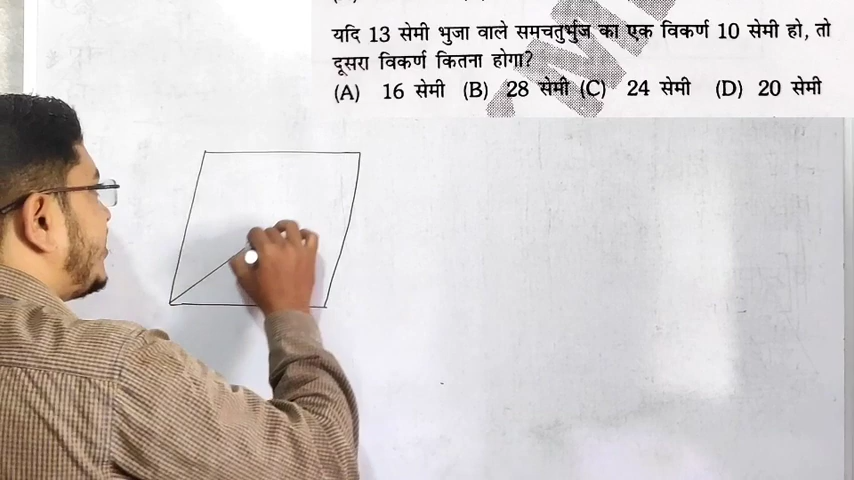 यदि 13 सेमी भुजा वाले समचतुर्भुज का एक विकर्ण 10 सेमी हो, तो
दूसरा विकर्ण कितना होगा?
(A) 16 सेमी (B) 28 सेमी (C) 24 सेमी (D) 20 सेमी